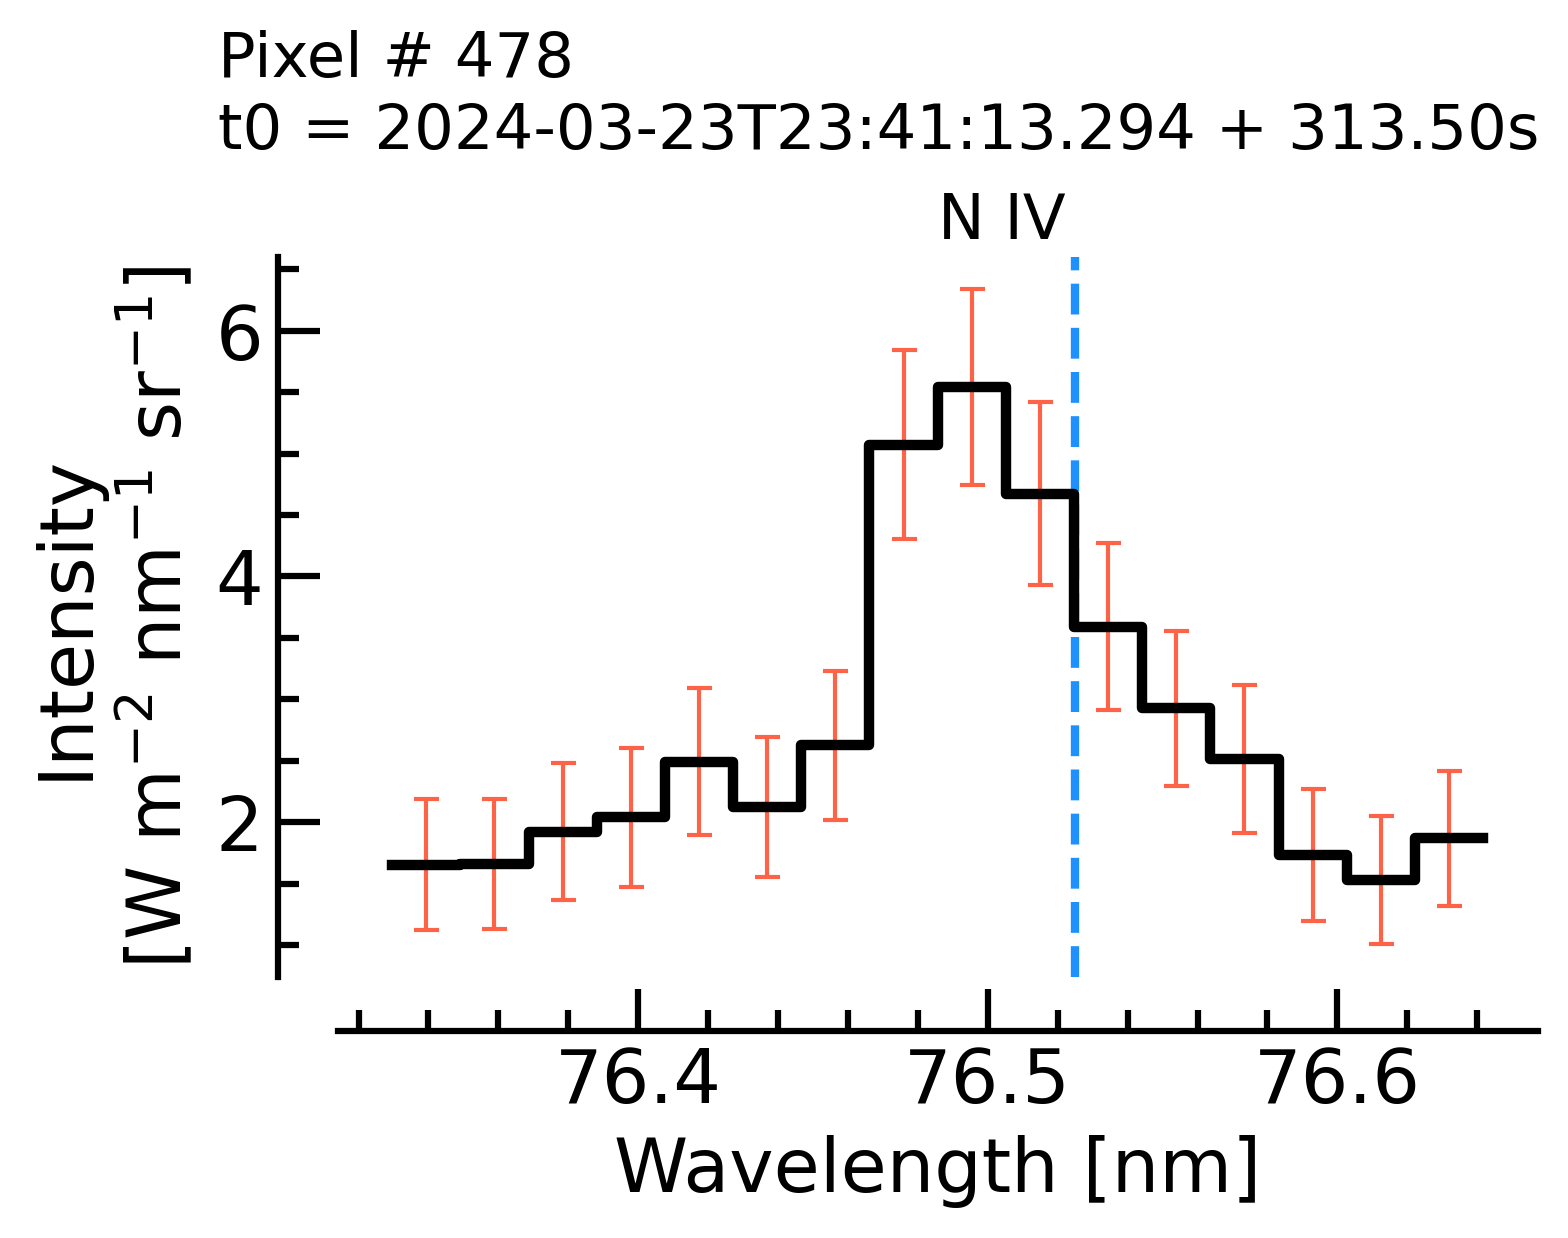 Pixel # 478
t0 = 2024-03-23T23:41:13.294 + 313.50s
N IV
Intensity
[W m⁻² nm⁻¹ sr⁻¹]
6
4
2
76.4 76.5 76.6
Wavelength [nm]